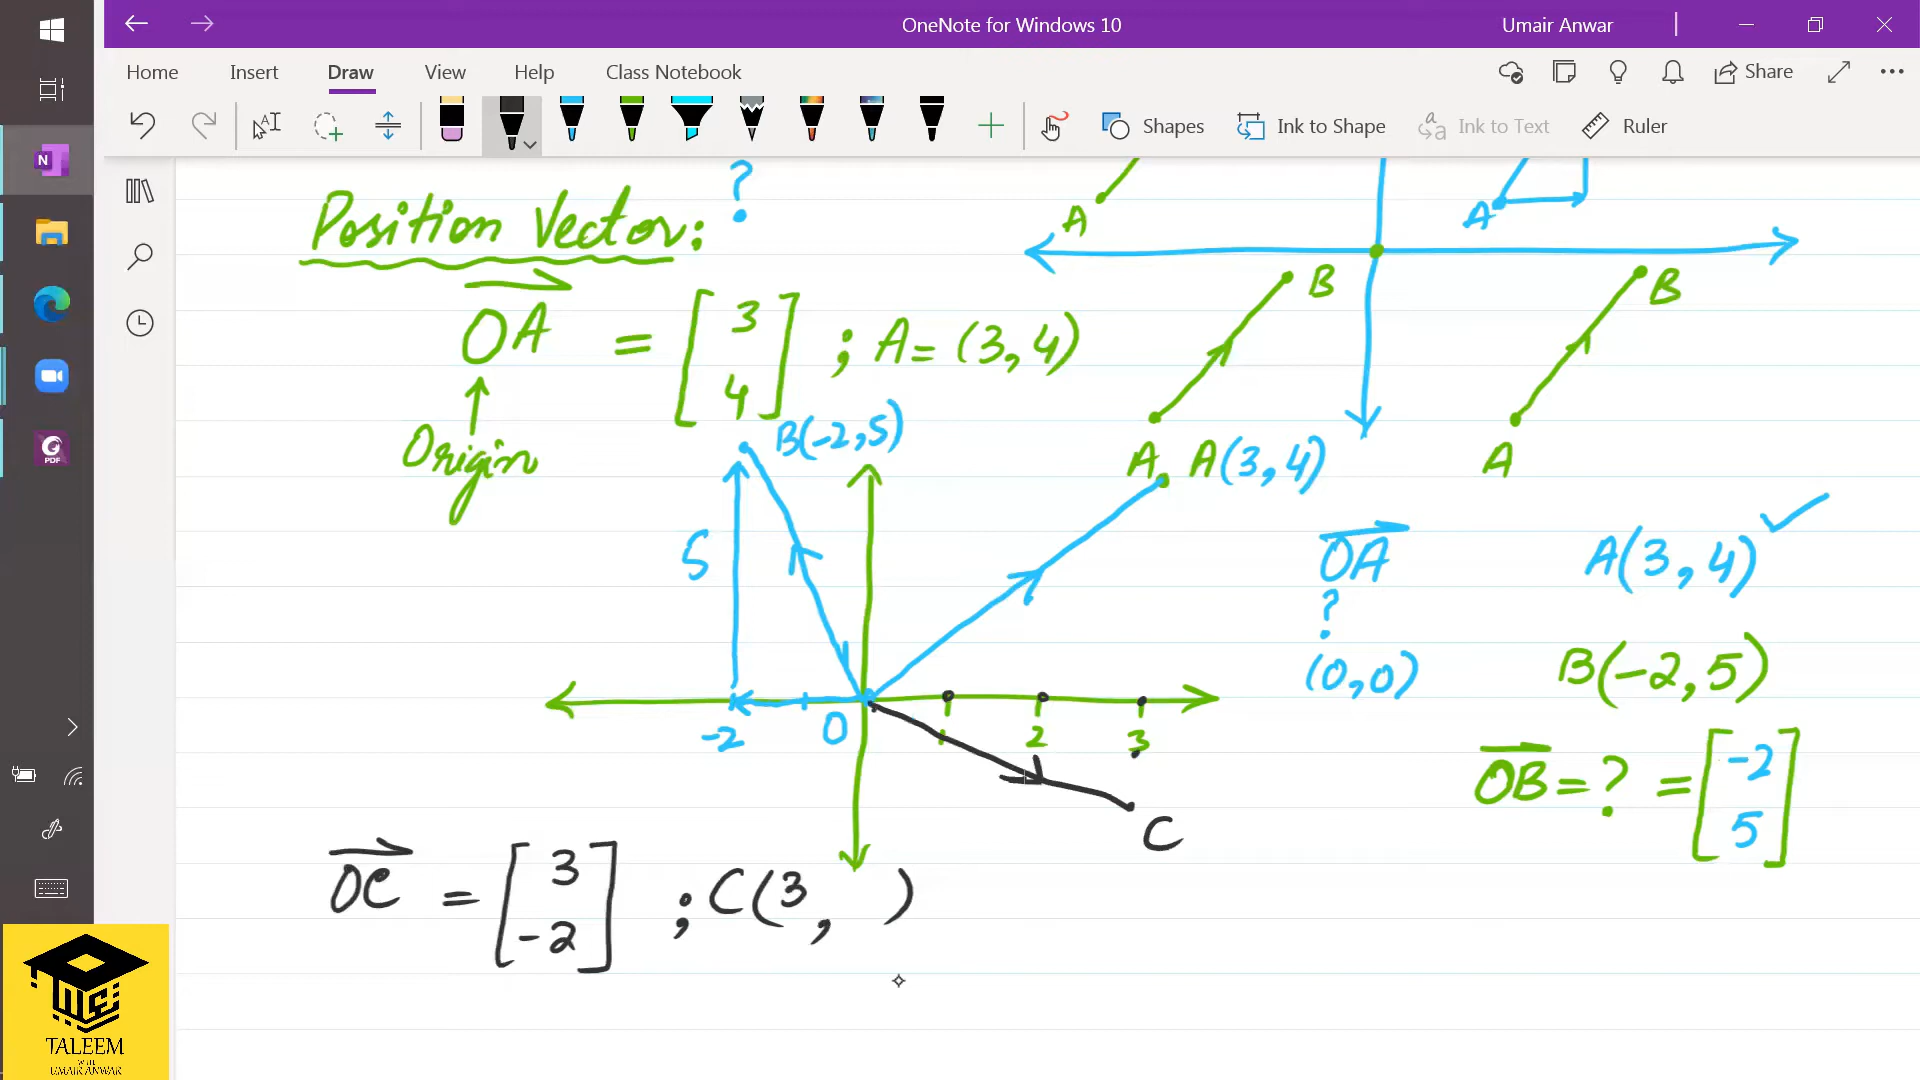 OneNote for Windows 10
Umair Anwar
Home Insert Draw View Help Class Notebook
Share
Shapes Ink to Shape Ink to Text Ruler
?
Position Vector:
OA = [3 4] ; A = (3,4)
Origin
A
A
B
A
B
A
B(-2,5)
A(3,4)
5
-2
0
1
2
3
C
OA
?
(0,0)
A(3,4) ✓
B(-2,5)
OB = ? = [-2 5]
OC = [3 -2] ; C(3, )
N
PDF
TALEEM
WITH
UMAIR ANWAR